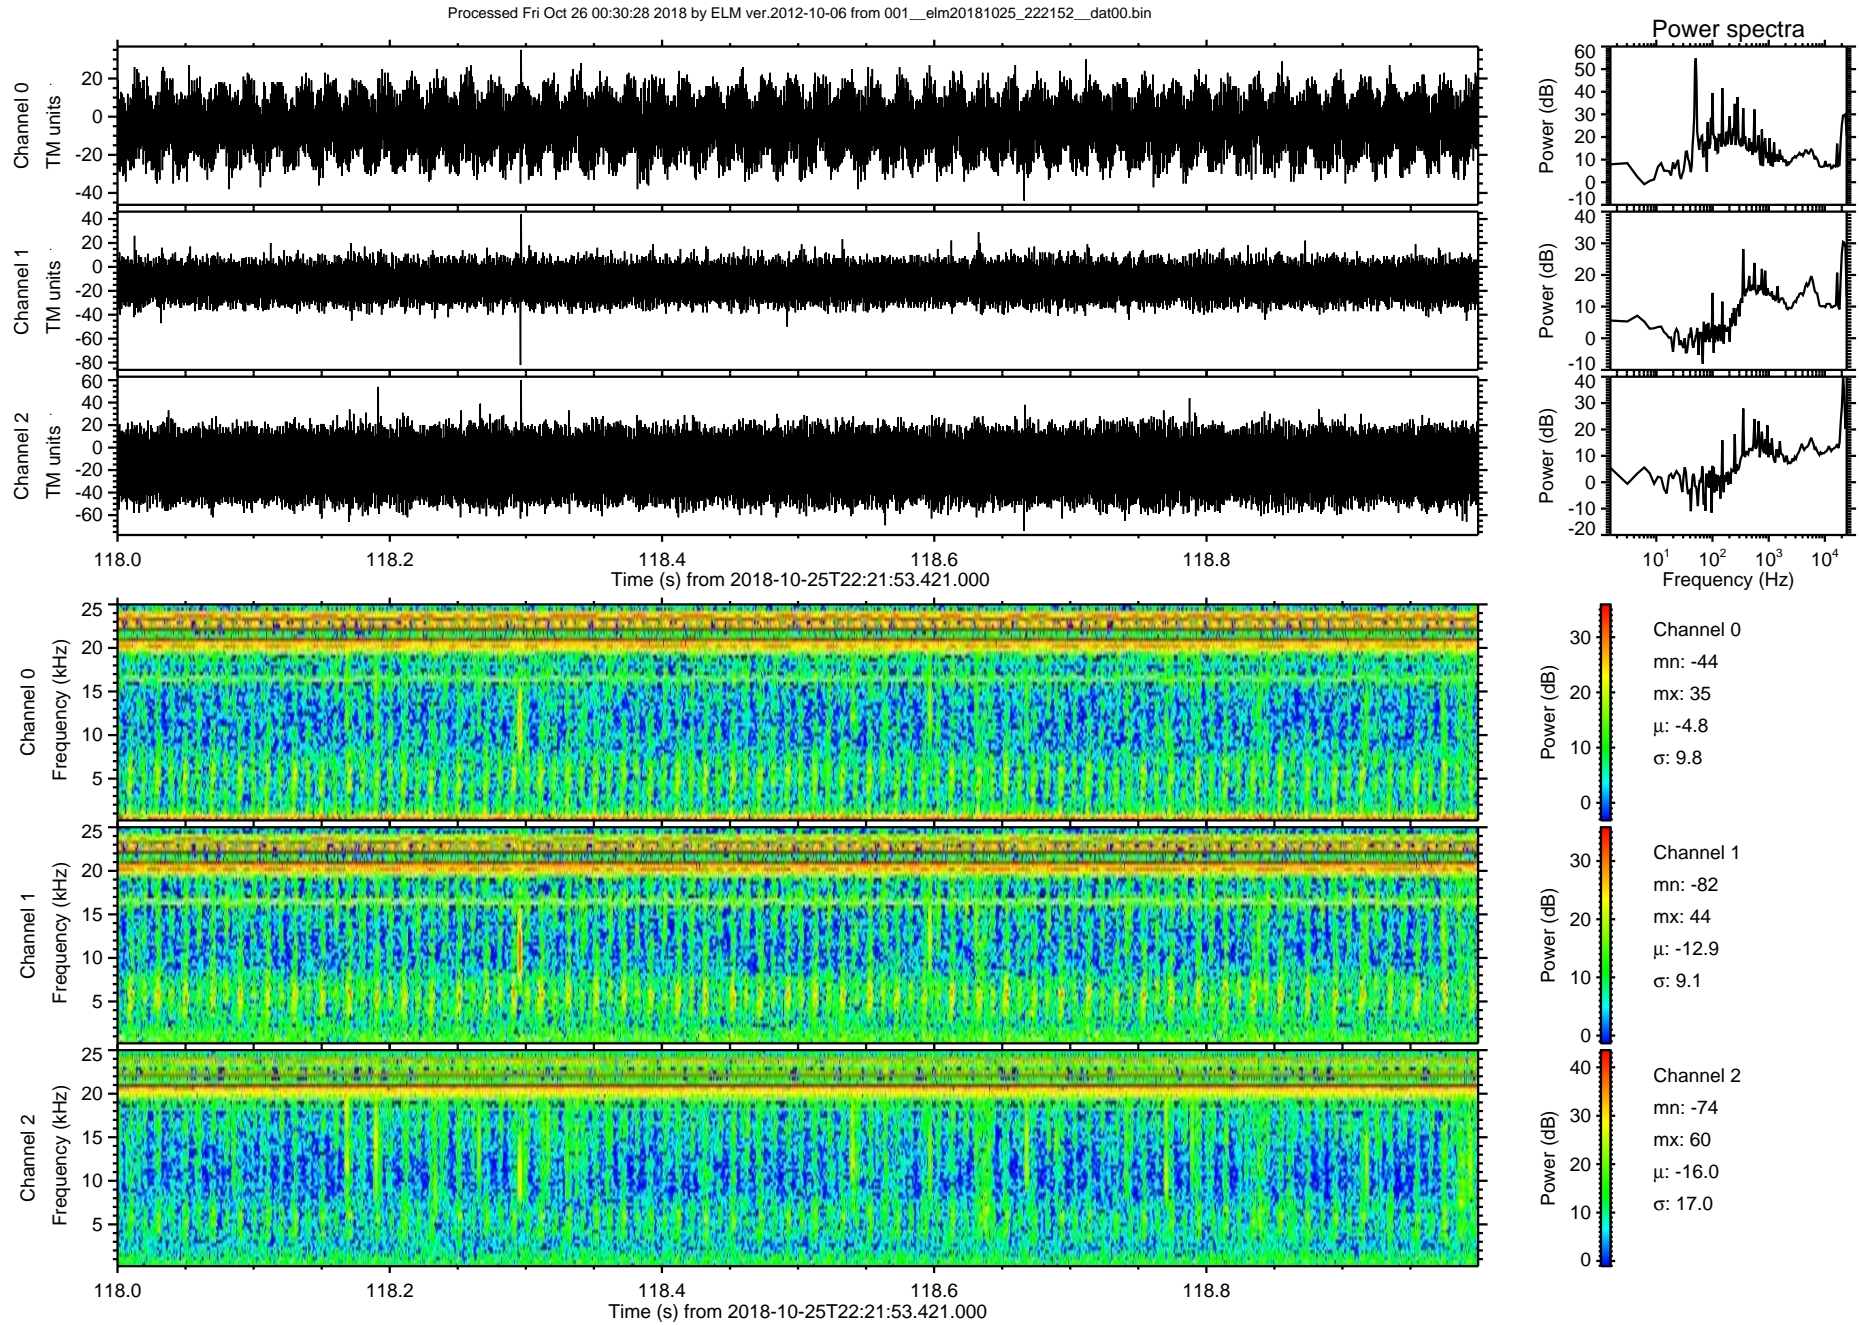 Processed Fri Oct 26 00:30:28 2018 by ELM ver.2012-10-06 from 001__elm20181025_222152__dat00.bin
Power spectra
Channel 0
TM units
20
0
-20
-40
Power (dB)
60
50
40
30
20
10
0
-10
Channel 1
TM units
40
20
0
-20
-40
-60
-80
Power (dB)
40
30
20
10
0
-10
Channel 2
TM units
60
40
20
0
-20
-40
-60
Power (dB)
40
30
20
10
0
-10
-20
118.0 118.2 118.4 118.6 118.8
Time (s) from 2018-10-25T22:21:53.421.000
10¹ 10² 10³ 10⁴
Frequency (Hz)
Channel 0
Frequency (kHz)
25
20
15
10
5
Power (dB)
30
20
10
0
Channel 0
mn: -44
mx: 35
μ: -4.8
σ: 9.8
Channel 1
Frequency (kHz)
25
20
15
10
5
Power (dB)
30
20
10
0
Channel 1
mn: -82
mx: 44
μ: -12.9
σ: 9.1
Channel 2
Frequency (kHz)
25
20
15
10
5
Power (dB)
40
30
20
10
0
Channel 2
mn: -74
mx: 60
μ: -16.0
σ: 17.0
118.0 118.2 118.4 118.6 118.8
Time (s) from 2018-10-25T22:21:53.421.000